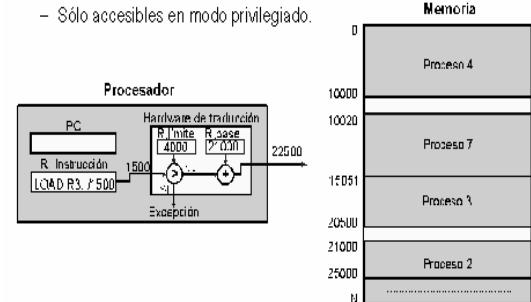 – Sólo accesibles en modo privilegiado.
Memoria
0
Proceso 4
10000
10020
Proceso 7
15051
Proceso 3
20500
21000
Proceso 2
25000
N
Procesador
Hardware de traducción
PC
R. límite
R. base
4000
21000
R. Instrucción
LOAD R3, /1500
1500
>
+
22500
Excepción